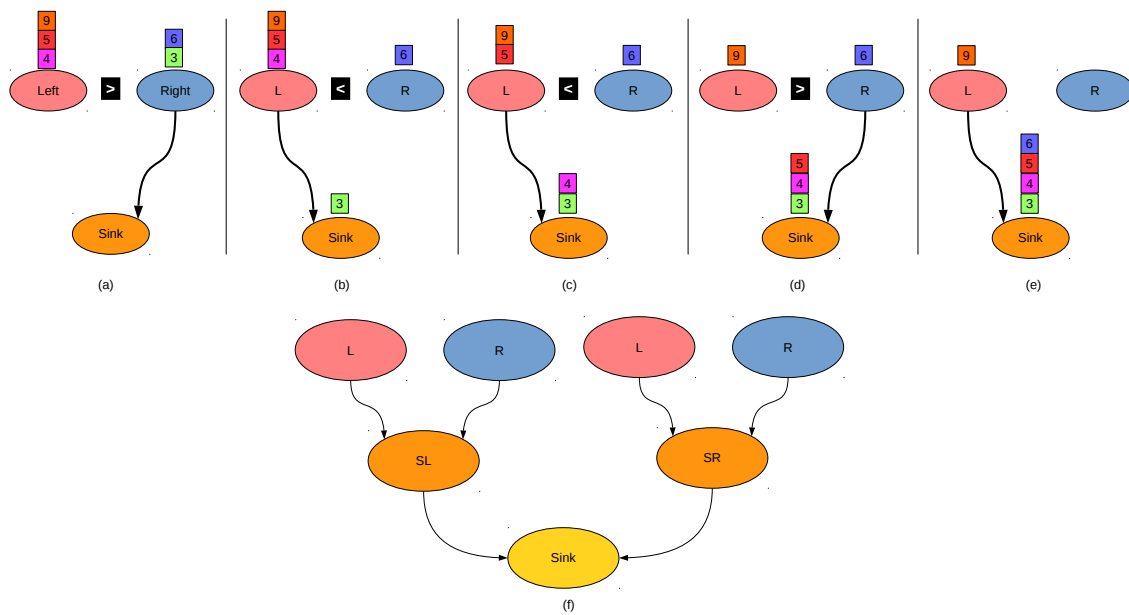 9 9
5 6 5 9
4 3 4 6 5 6 9 6 9
Left > Right L < R L < R L > R L R
6
5 5
4 4 4
3 3 3 3
Sink Sink Sink Sink Sink
(a) (b) (c) (d) (e)
L R L R
SL SR
Sink
(f)